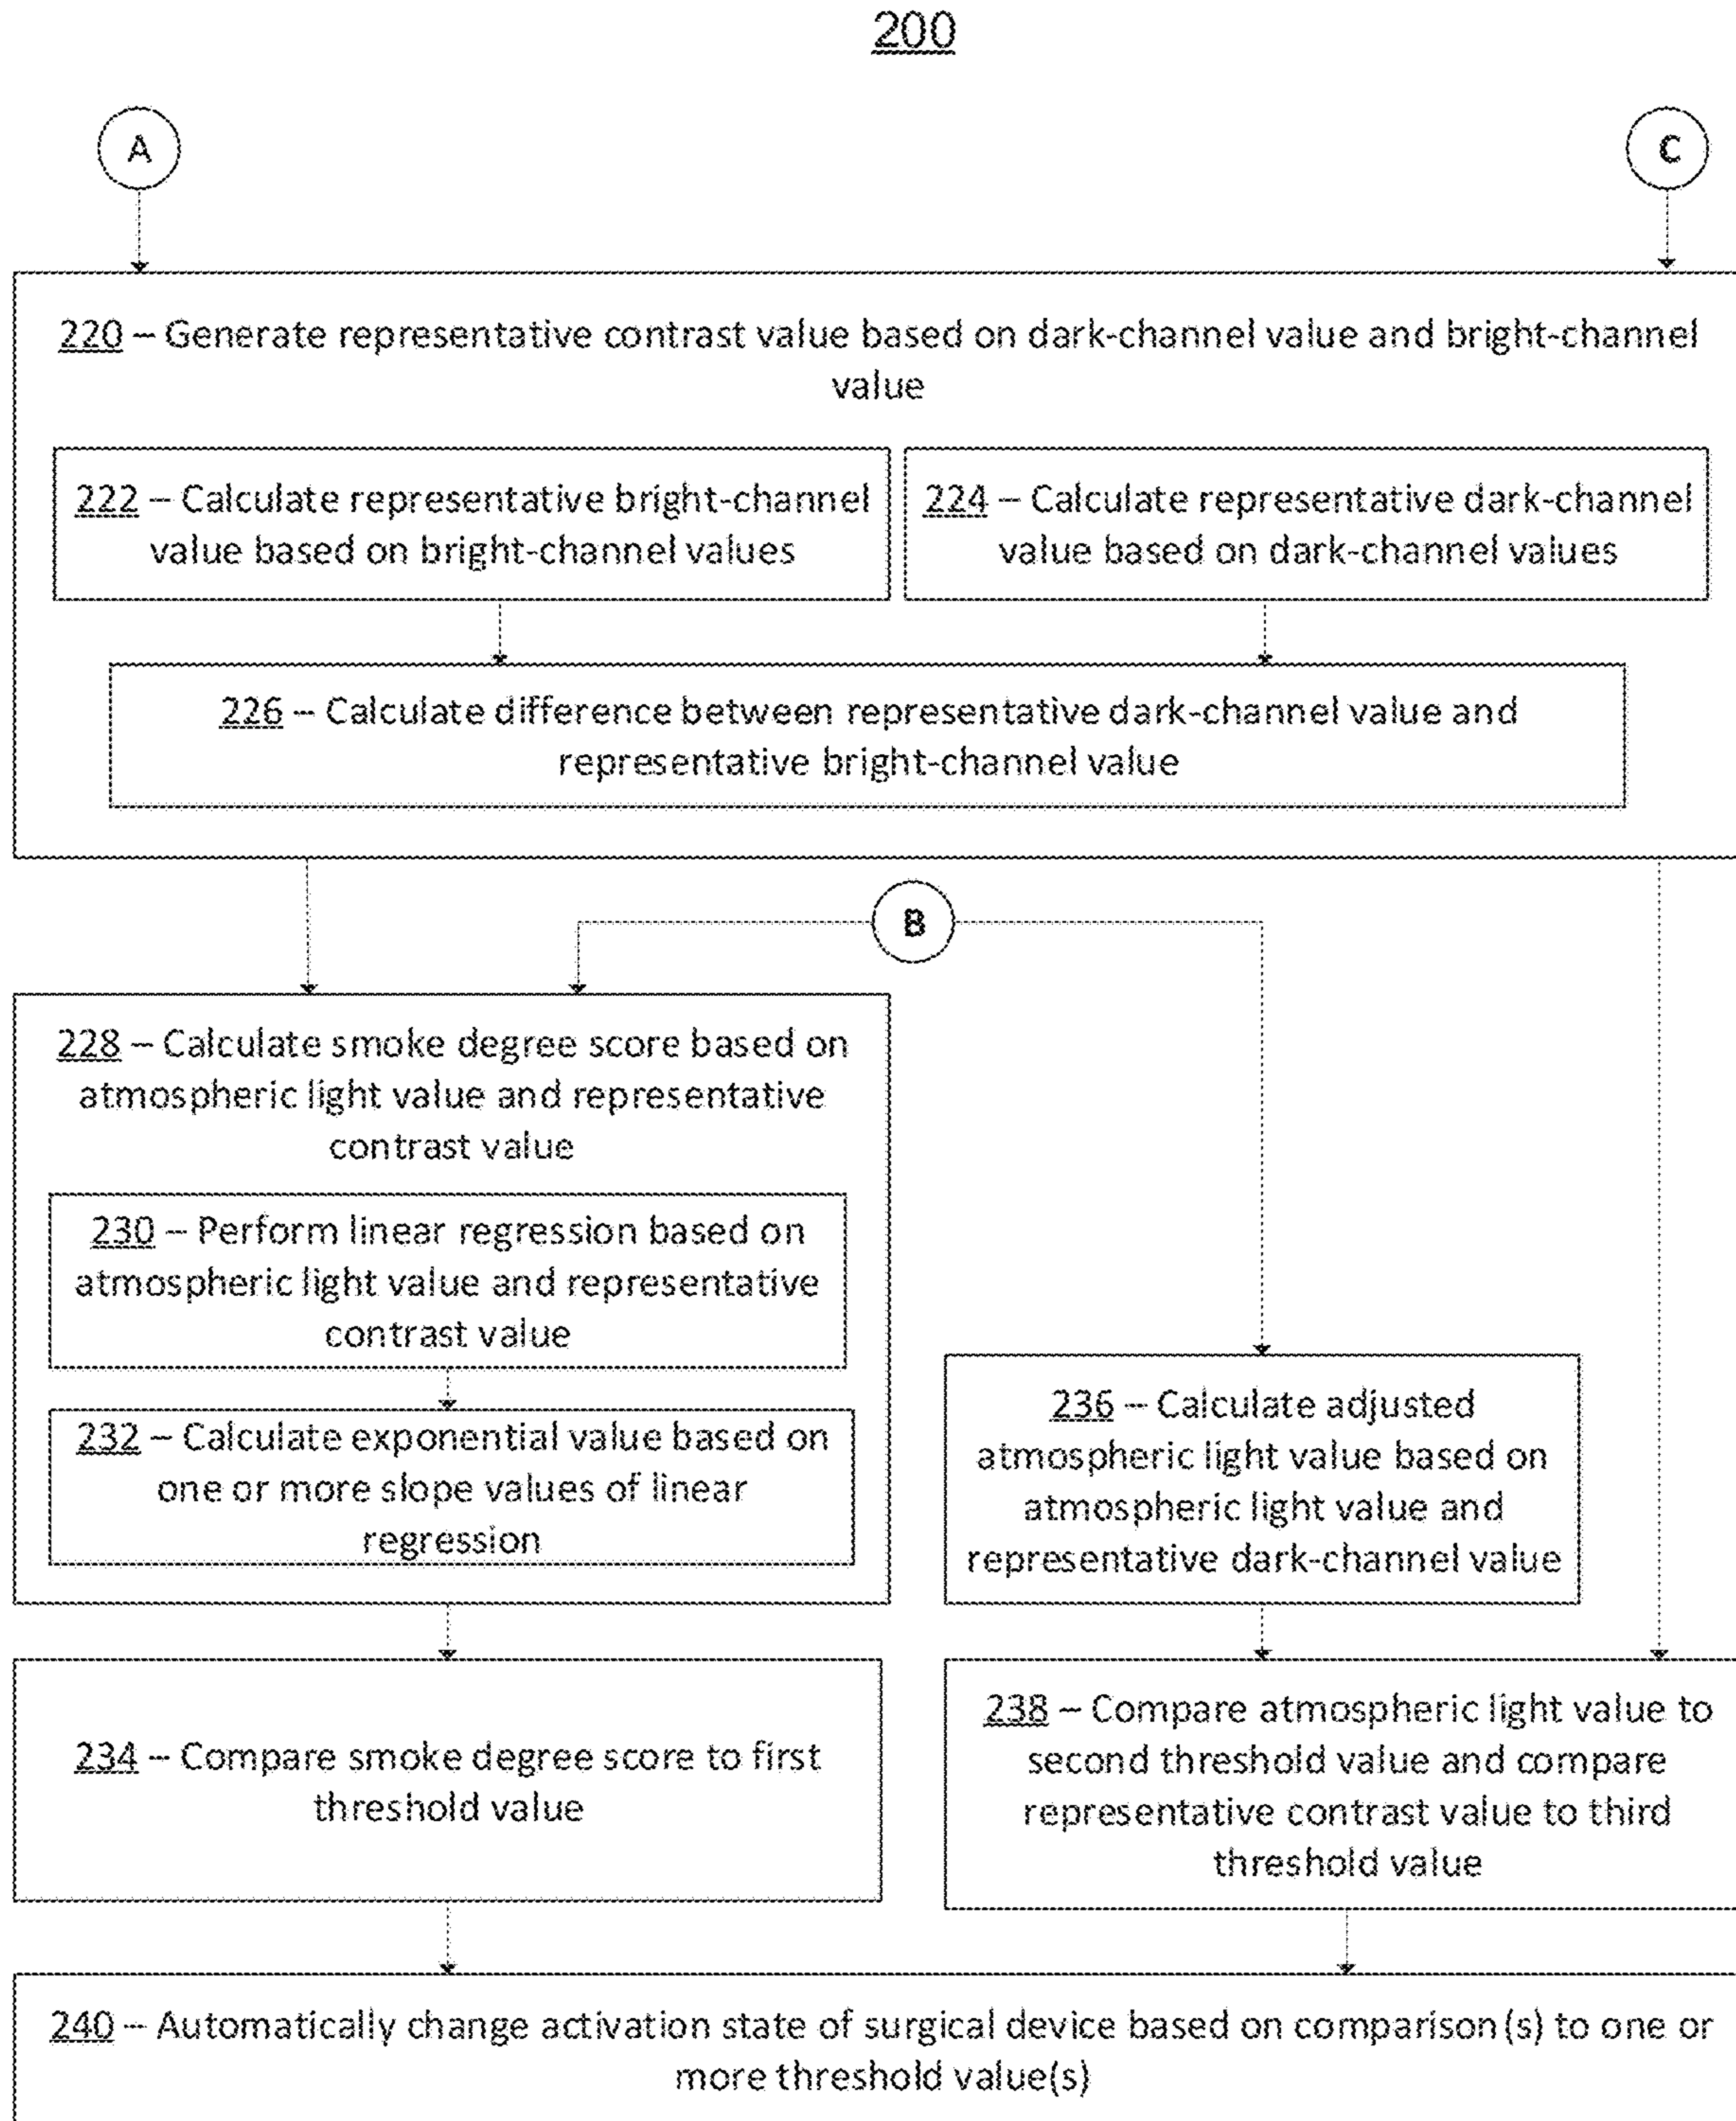 200
A
C
220 – Generate representative contrast value based on dark-channel value and bright-channel
value
222 – Calculate representative bright-channel
value based on bright-channel values
224 – Calculate representative dark-channel
value based on dark-channel values
226 – Calculate difference between representative dark-channel value and
representative bright-channel value
B
228 – Calculate smoke degree score based on
atmospheric light value and representative
contrast value
230 – Perform linear regression based on
atmospheric light value and representative
contrast value
232 – Calculate exponential value based on
one or more slope values of linear
regression
236 – Calculate adjusted
atmospheric light value based on
atmospheric light value and
representative dark-channel value
234 – Compare smoke degree score to first
threshold value
238 – Compare atmospheric light value to
second threshold value and compare
representative contrast value to third
threshold value
240 – Automatically change activation state of surgical device based on comparison(s) to one or
more threshold value(s)